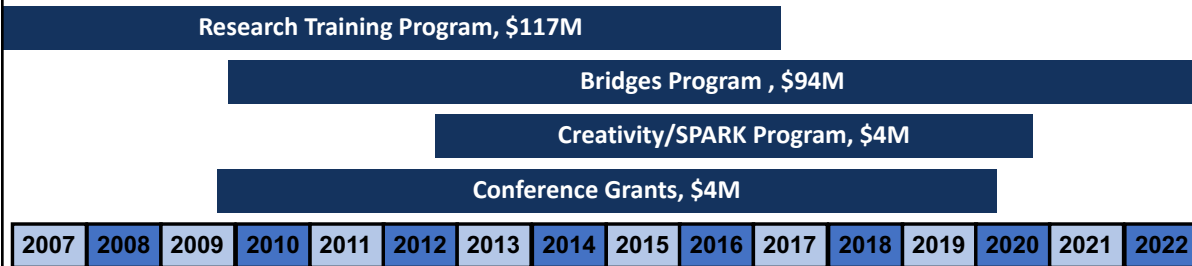 Research Training Program, $117M
Bridges Program , $94M
Creativity/SPARK Program, $4M
Conference Grants, $4M
2007 2008 2009 2010 2011 2012 2013 2014 2015 2016 2017 2018 2019 2020 2021 2022